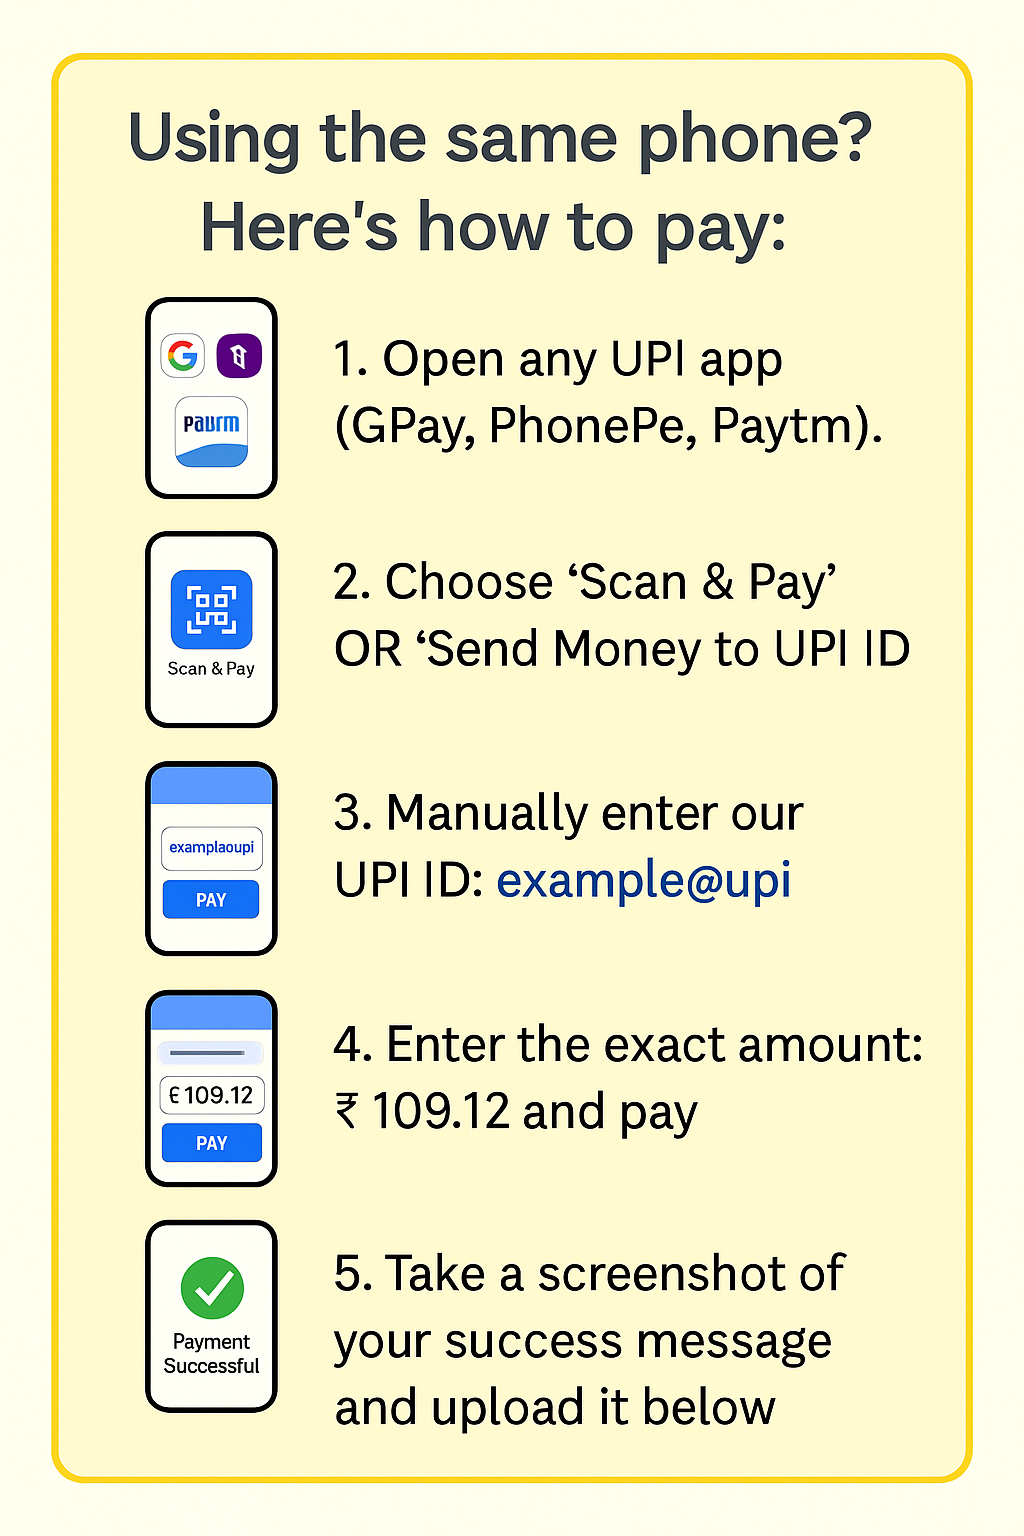 Using the same phone?
Here's how to pay:
G
Paurm
1. Open any UPI app
(GPay, PhonePe, Paytm).
Scan & Pay
2. Choose ‘Scan & Pay’
OR ‘Send Money to UPI ID
examplaoupi
PAY
3. Manually enter our
UPI ID: example@upi
€ 109.12
PAY
4. Enter the exact amount:
₹ 109.12 and pay
Payment
Successful
5. Take a screenshot of
your success message
and upload it below